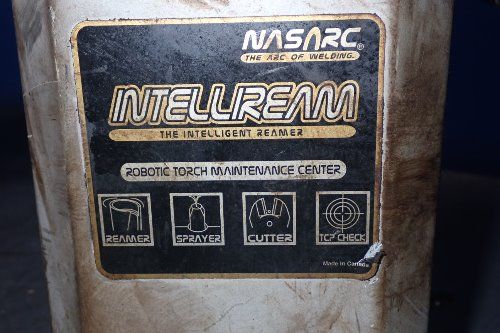 NASARC®
THE ARC OF WELDING.
INTELLIREAM
THE INTELLIGENT REAMER
ROBOTIC TORCH MAINTENANCE CENTER
REAMER SPRAYER CUTTER TCP CHECK
Made in Canada